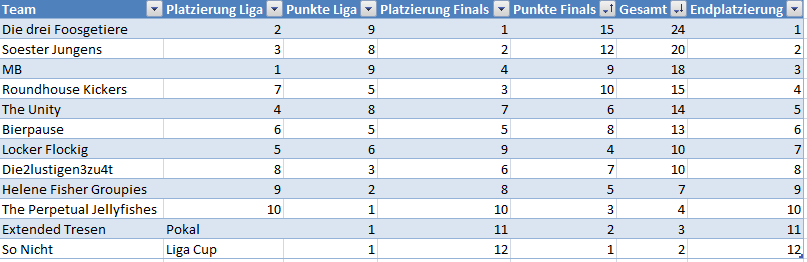 Team Platzierung Liga Punkte Liga Platzierung Finals Punkte Finals Gesamt Endplatzierung
Die drei Foosgetiere 2 9 1 15 24 1
Soester Jungens 3 8 2 12 20 2
MB 1 9 4 9 18 3
Roundhouse Kickers 7 5 3 10 15 4
The Unity 4 8 7 6 14 5
Bierpause 6 5 5 8 13 6
Locker Flockig 5 6 9 4 10 7
Die2lustigen3zu4t 8 3 6 7 10 8
Helene Fisher Groupies 9 2 8 5 7 9
The Perpetual Jellyfishes 10 1 10 3 4 10
Extended Tresen Pokal 1 11 2 3 11
So Nicht Liga Cup 1 12 1 2 12